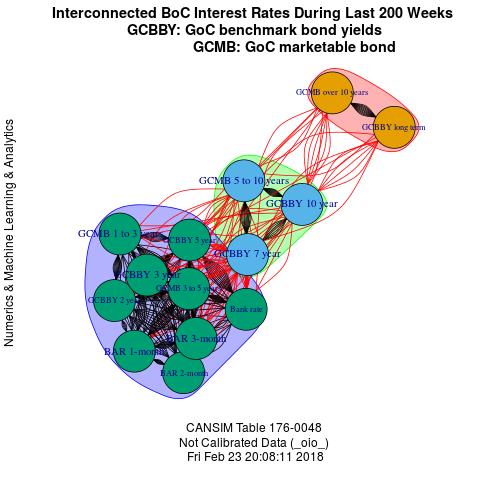 Interconnected BoC Interest Rates During Last 200 Weeks
GCBBY: GoC benchmark bond yields
GCMB: GoC marketable bond
Numerics & Machine Learning & Analytics
GCMB over 10 years
GCBBY long term
GCMB 5 to 10 years
GCBBY 10 year
GCMB 1 to 3 years
GCBBY 5 year
GCBBY 7 year
GCBBY 3 year
GCMB 3 to 5 years
GCBBY 2 year
Bank rate
BAR 3-month
BAR 1-month
BAR 2-month
CANSIM Table 176-0048
Not Calibrated Data (_oio_)
Fri Feb 23 20:08:11 2018